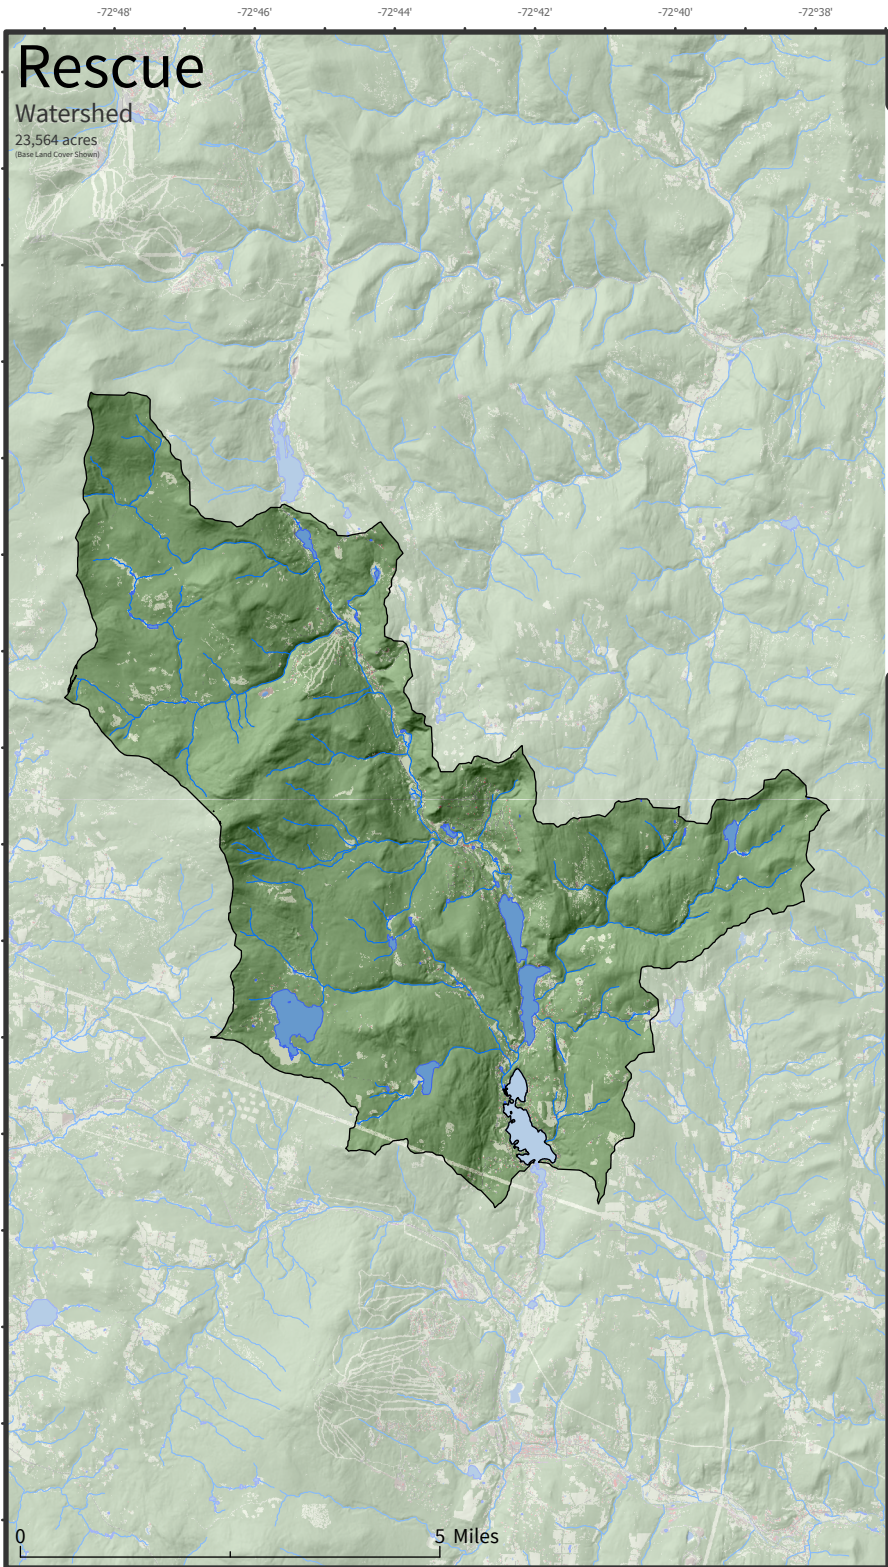 -72°48' -72°46' -72°44' -72°42' -72°40' -72°38'
Rescue
Watershed
23,564 acres
(Base Land Cover Shown)
0 5 Miles